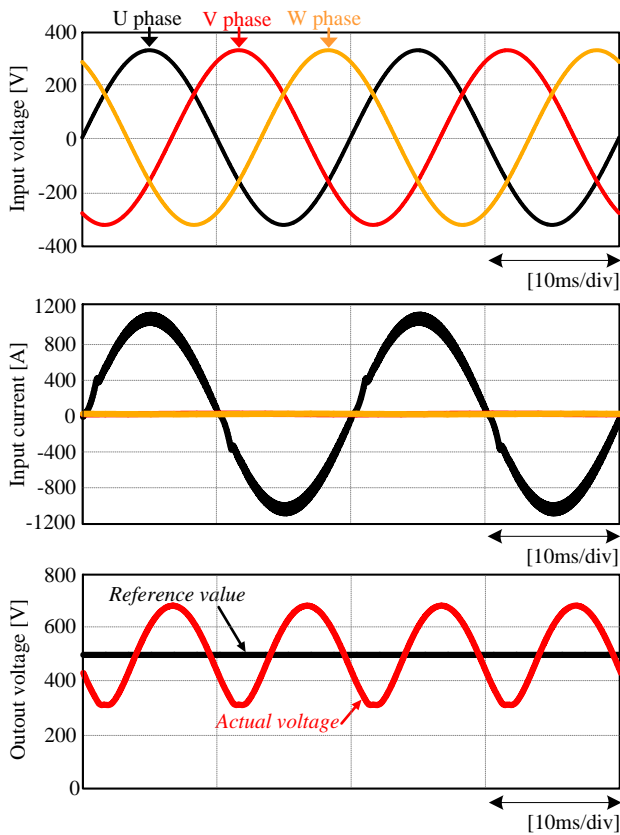 U phase V phase W phase
400
200
0
-200
-400
Input voltage [V]
[10ms/div]
1200
800
400
0
-400
-800
-1200
Input current [A]
[10ms/div]
800
600
400
200
0
Outout voltage [V]
Reference value
Actual voltage
[10ms/div]